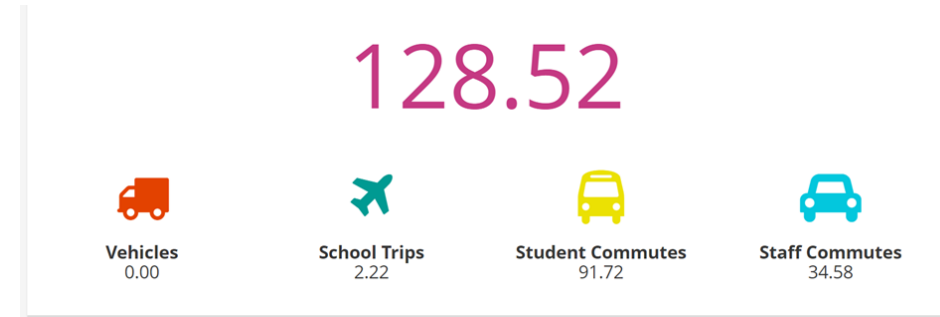 128.52
Vehicles School Trips Student Commutes Staff Commutes
0.00 2.22 91.72 34.58